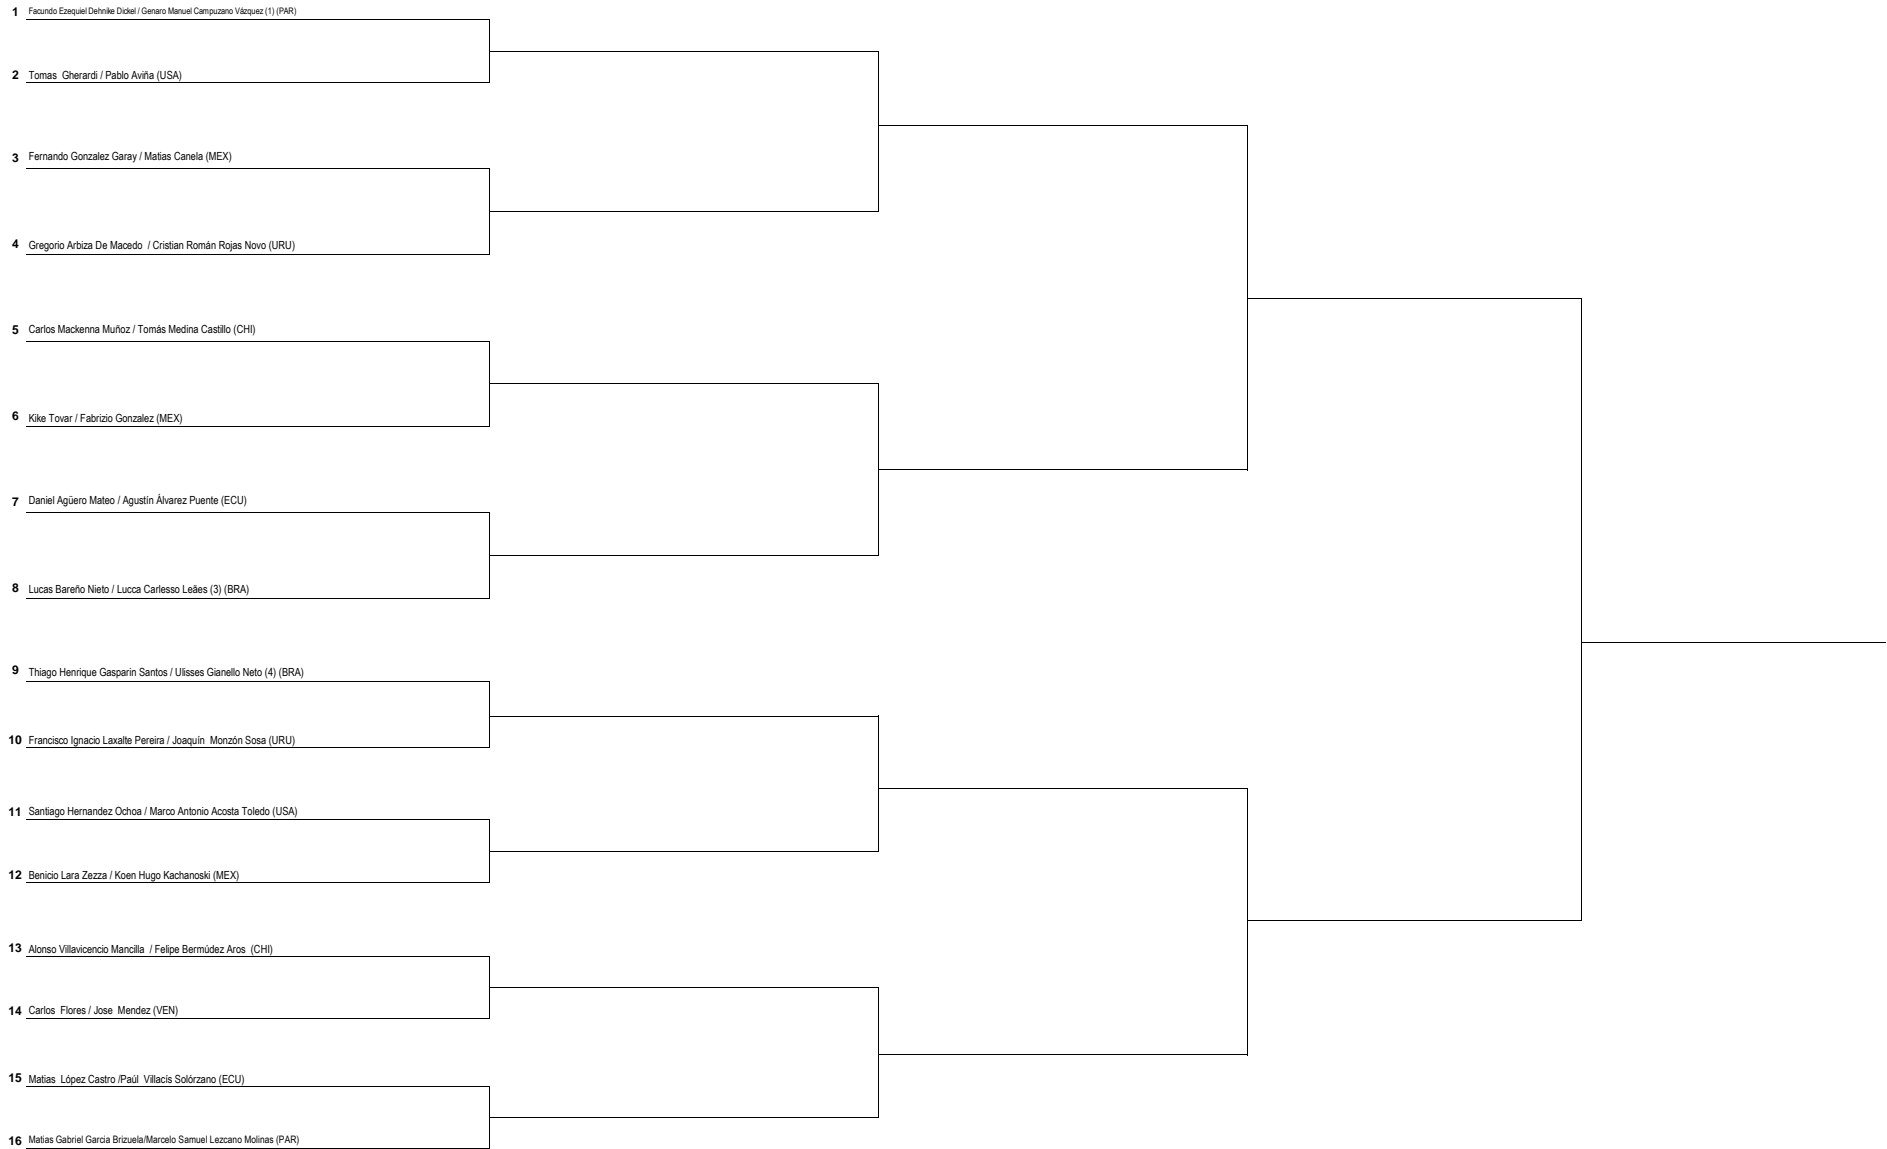 1 Facundo Ezequiel Dehnike Dickel / Genaro Manuel Campuzano Vázquez (1) (PAR)
2 Tomas Gherardi / Pablo Aviña (USA)
3 Fernando Gonzalez Garay / Matias Canela (MEX)
4 Gregorio Arbiza De Macedo / Cristian Román Rojas Novo (URU)
5 Carlos Mackenna Muñoz / Tomás Medina Castillo (CHI)
6 Kike Tovar / Fabrizio Gonzalez (MEX)
7 Daniel Agüero Mateo / Agustín Álvarez Puente (ECU)
8 Lucas Bareño Nieto / Lucca Carlesso Leães (3) (BRA)
9 Thiago Henrique Gasparin Santos / Ulisses Gianello Neto (4) (BRA)
10 Francisco Ignacio Laxalte Pereira / Joaquín Monzón Sosa (URU)
11 Santiago Hernandez Ochoa / Marco Antonio Acosta Toledo (USA)
12 Benicio Lara Zezza / Koen Hugo Kachanoski (MEX)
13 Alonso Villavicencio Mancilla / Felipe Bermúdez Aros (CHI)
14 Carlos Flores / Jose Mendez (VEN)
15 Matias López Castro /Paúl Villacís Solórzano (ECU)
16 Matias Gabriel Garcia Brizuela/Marcelo Samuel Lezcano Molinas (PAR)